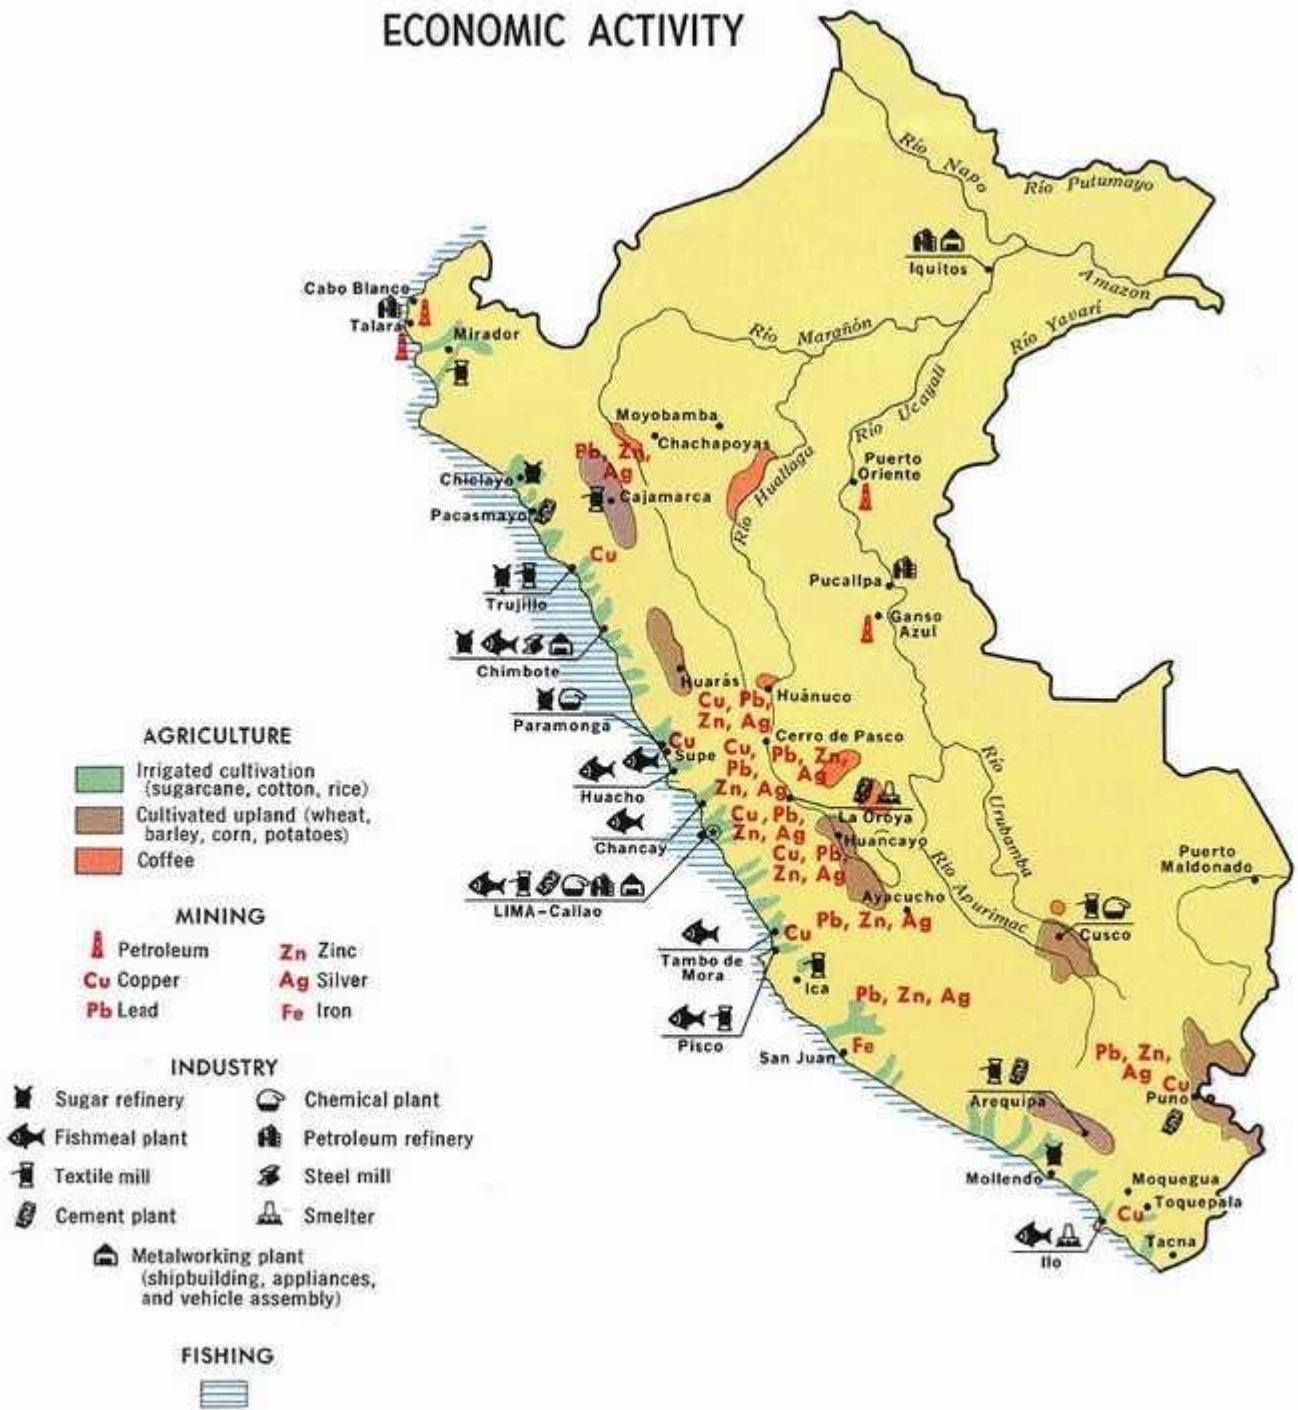 ECONOMIC ACTIVITY
Río Napo
Río Putumayo
Iquitos
Amazon
Río Yavarí
Cabo Blanco
Talara
Mirador
Río Marañón
Río Ucayali
Moyobamba
Chachapoyas
Pb, Zn,
Ag
Río Huallaga
Puerto
Oriente
Chiclayo
Cajamarca
Pacasmayo
Cu
Trujillo
Pucallpa
Ganso
Azul
Chimbote
Huarás
Huánuco
Cu, Pb,
Zn, Ag
Paramonga
Cu
Supe
Cerro de Pasco
Cu,
Pb,
Zn, Ag
Pb, Zn,
Ag
Huacho
La Oroya
Río Urubamba
Chancay
Cu, Pb,
Zn, Ag
Huancayo
Cu, Pb,
Zn, Ag
Río Apurimac
Puerto
Maldonado
LIMA-Callao
Ayacucho
Pb, Zn, Ag
Cusco
Cu
Tambo de
Mora
Ica
Pb, Zn, Ag
Pisco
San Juan
Fe
Pb, Zn,
Ag
Cu
Puno
Arequipa
Mollendo
Moquegua
Toquepala
Cu
Tacna
Ilo
AGRICULTURE
Irrigated cultivation
(sugarcane, cotton, rice)
Cultivated upland (wheat,
barley, corn, potatoes)
Coffee
MINING
Petroleum
Zn Zinc
Cu Copper
Ag Silver
Pb Lead
Fe Iron
INDUSTRY
Sugar refinery
Chemical plant
Fishmeal plant
Petroleum refinery
Textile mill
Steel mill
Cement plant
Smelter
Metalworking plant
(shipbuilding, appliances,
and vehicle assembly)
FISHING